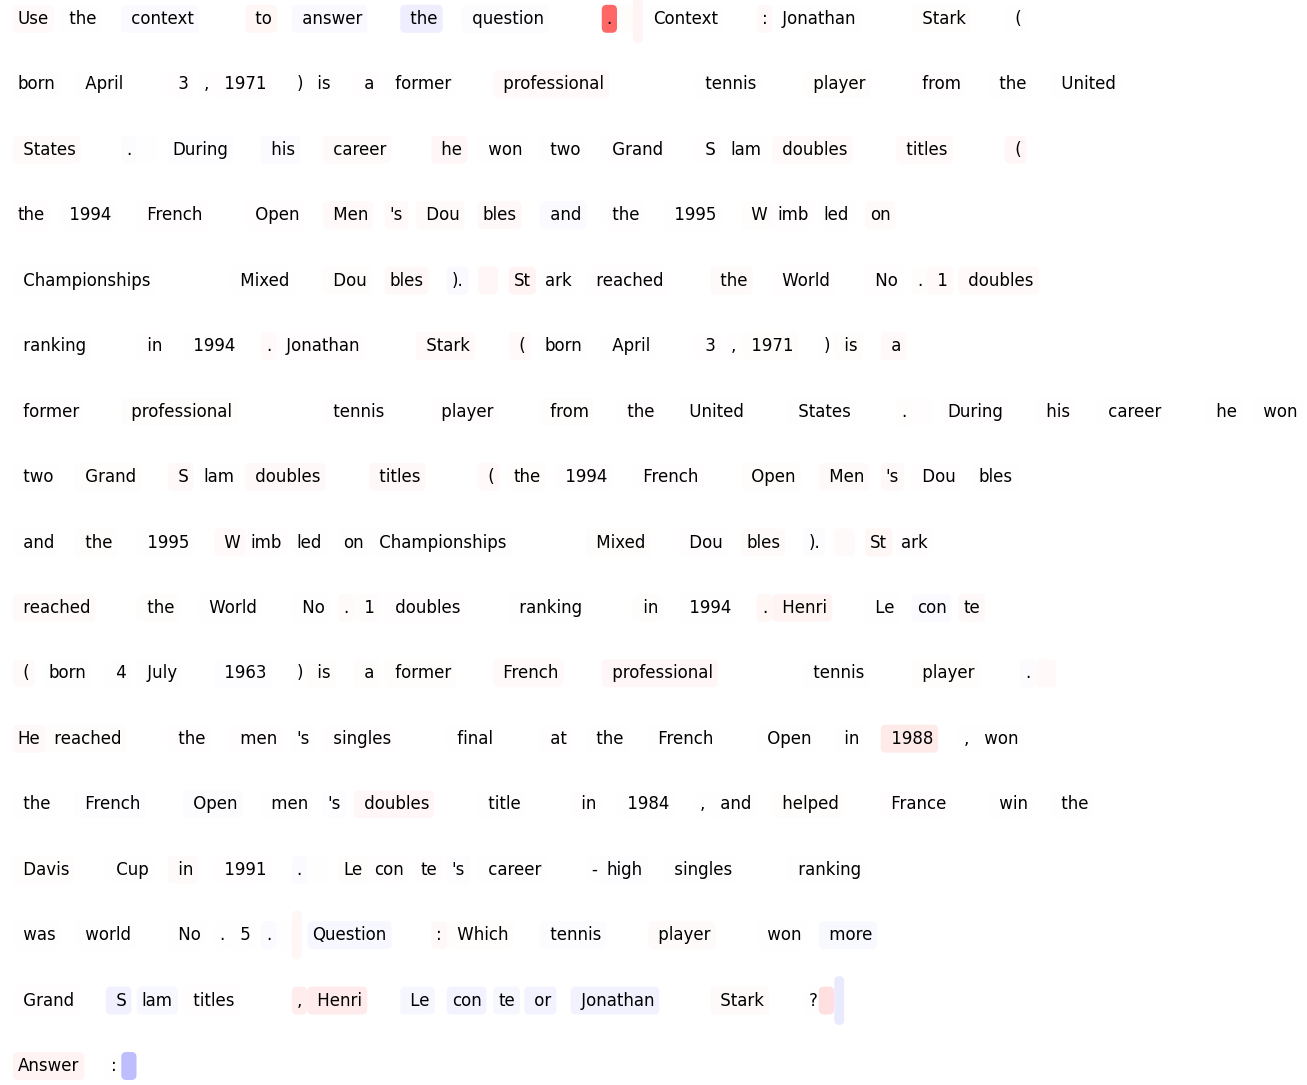 Use the context to answer the question . Context : Jonathan Stark (
born April 3 , 1971 ) is a former professional tennis player from the United
States . During his career he won two Grand S lam doubles titles (
the 1994 French Open Men 's Dou bles and the 1995 W imb led on
Championships Mixed Dou bles ). St ark reached the World No . 1 doubles
ranking in 1994 . Jonathan Stark ( born April 3 , 1971 ) is a
former professional tennis player from the United States . During his career he won
two Grand S lam doubles titles ( the 1994 French Open Men 's Dou bles
and the 1995 W imb led on Championships Mixed Dou bles ). St ark
reached the World No . 1 doubles ranking in 1994 . Henri Le con te
( born 4 July 1963 ) is a former French professional tennis player .
He reached the men 's singles final at the French Open in 1988 , won
the French Open men 's doubles title in 1984 , and helped France win the
Davis Cup in 1991 . Le con te 's career - high singles ranking
was world No . 5 . Question : Which tennis player won more
Grand S lam titles , Henri Le con te or Jonathan Stark ?
Answer :